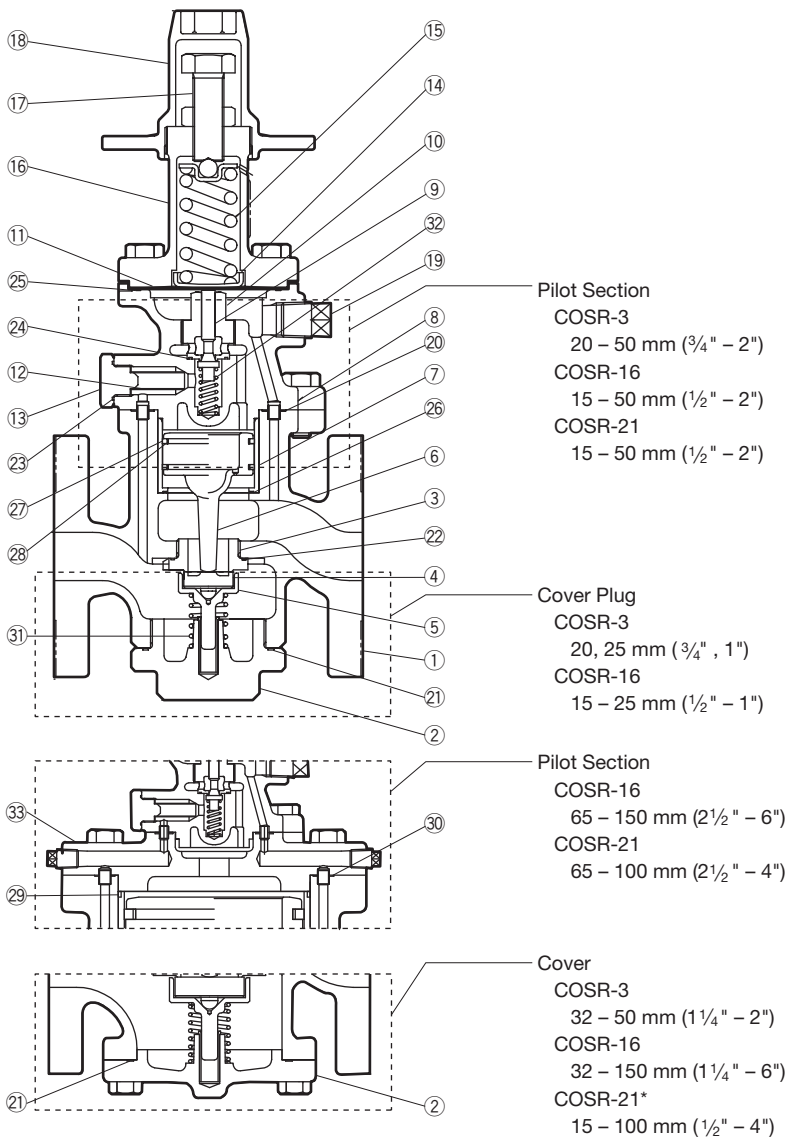 ⑱
⑰
⑯
⑪
㉕
㉔
⑫
⑬
㉓
㉗
㉘
㉛
⑮
⑭
⑩
⑨
㉜
⑲
⑧
⑳
⑦
㉖
⑥
③
㉒
④
⑤
①
㉑
②
Pilot Section
COSR-3
20 – 50 mm (3/4" – 2")
COSR-16
15 – 50 mm (1/2" – 2")
COSR-21
15 – 50 mm (1/2" – 2")
Cover Plug
COSR-3
20, 25 mm (3/4" , 1")
COSR-16
15 – 25 mm (1/2" – 1")
㉝
㉙
㉚
Pilot Section
COSR-16
65 – 150 mm (2 1/2" – 6")
COSR-21
65 – 100 mm (2 1/2" – 4")
㉑
②
Cover
COSR-3
32 – 50 mm (1 1/4" – 2")
COSR-16
32 – 150 mm (1 1/4" – 6")
COSR-21*
15 – 100 mm (1/2" – 4")